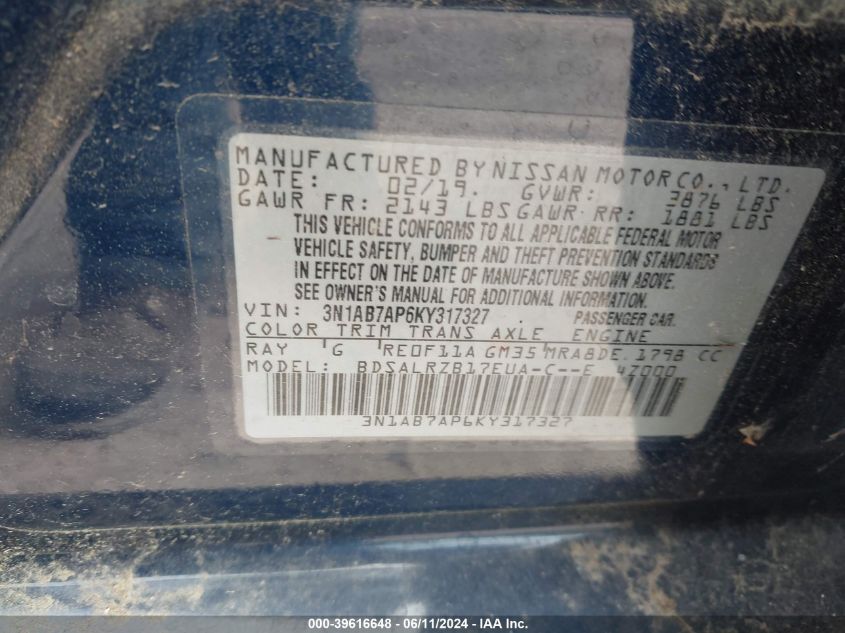 MANUFACTURED BY NISSAN MOTOR CO., LTD.
DATE: 02/19. GVWR: 3876 LBS
GAWR FR: 2143 LBS GAWR RR: 1881 LBS
THIS VEHICLE CONFORMS TO ALL APPLICABLE FEDERAL MOTOR
VEHICLE SAFETY, BUMPER AND THEFT PREVENTION STANDARDS
IN EFFECT ON THE DATE OF MANUFACTURE SHOWN ABOVE.
SEE OWNER'S MANUAL FOR ADDITIONAL INFORMATION.
VIN: 3N1AB7AP6KY317327 PASSENGER CAR.
COLOR TRIM TRANS AXLE ENGINE
RAY G RE0F11A GM35 MRA8DE. 1798 CC
MODEL: BDSALRZB17EUA-C--E 4Z000
3N1AB7AP6KY317327
000-39616648 - 06/11/2024 - IAA Inc.